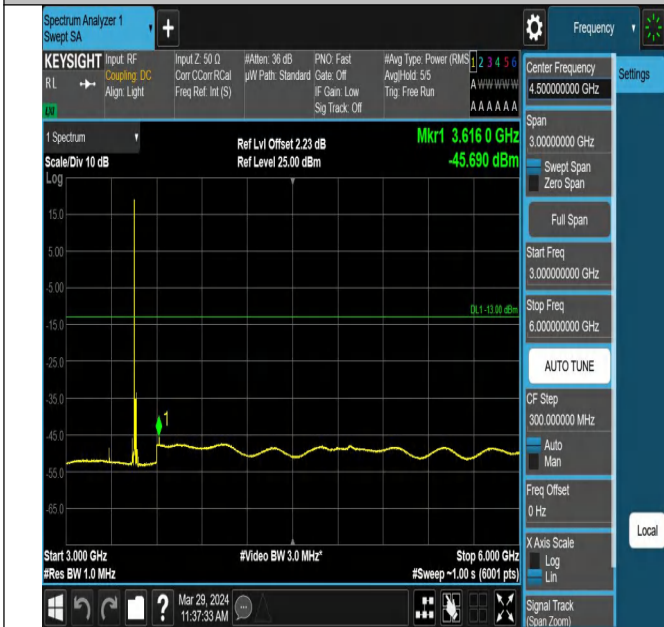 Spectrum Analyzer 1
Swept SA
+
Frequency
KEYSIGHT
RL
LXI
Input: RF
Coupling: DC
Align: Light
Input Z: 50 Ω
Corr CCorr RCal
Freq Ref: Int (S)
#Atten: 36 dB
µW Path: Standard
PNO: Fast
Gate: Off
IF Gain: Low
Sig Track: Off
#Avg Type: Power (RMS
Avg|Hold: 5/5
Trig: Free Run
1 2 3 4 5 6
A W W W W W
A A A A A A
1 Spectrum
Scale/Div 10 dB
Log
Ref Lvl Offset 2.23 dB
Ref Level 25.00 dBm
Mkr1 3.616 0 GHz
-45.690 dBm
15.0
5.00
-5.00
-15.0
-25.0
-35.0
-45.0
-55.0
-65.0
DL1 -13.00 dBm
1
Start 3.000 GHz
#Res BW 1.0 MHz
#Video BW 3.0 MHz*
Stop 6.000 GHz
#Sweep ~1.00 s (6001 pts)
Center Frequency
4.500000000 GHz
Settings
Span
3.00000000 GHz
Swept Span
Zero Span
Full Span
Start Freq
3.000000000 GHz
Stop Freq
6.000000000 GHz
AUTO TUNE
CF Step
300.000000 MHz
Auto
Man
Freq Offset
0 Hz
X Axis Scale
Log
Lin
Local
Signal Track
(Span Zoom)
?
Mar 29, 2024
11:37:33 AM